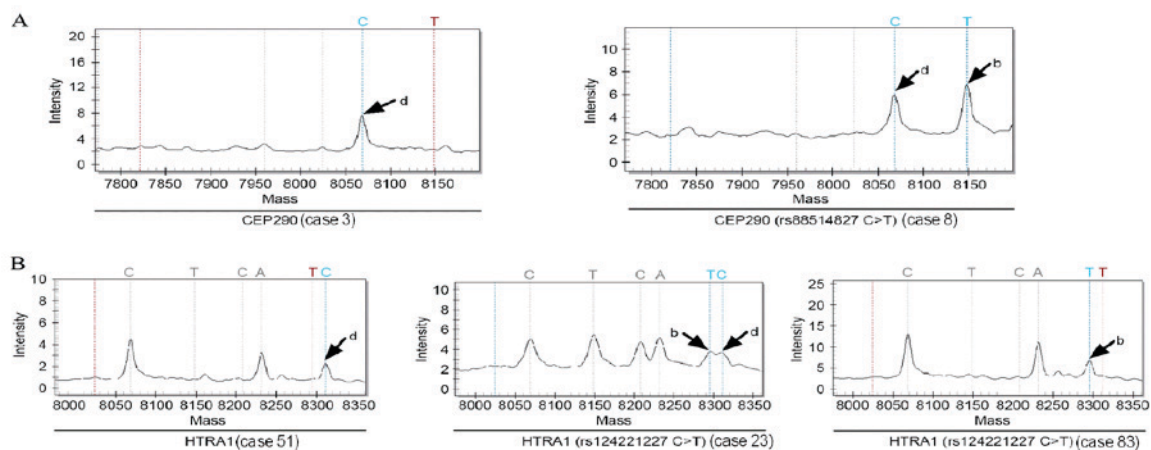 A
C T
20
16
12
8
4
0
Intensity
d
7800 7850 7900 7950 8000 8050 8100 8150
Mass
CEP290 (case 3)
C T
10
8
6
4
2
0
Intensity
d
b
7800 7850 7900 7950 8000 8050 8100 8150
Mass
CEP290 (rs88514827 C>T) (case 8)
B
C T C A T C
10
8
6
4
2
0
Intensity
d
8000 8050 8100 8150 8200 8250 8300 8350
Mass
HTRA1 (case 51)
C T C A T C
10
8
6
4
2
0
Intensity
b
d
8000 8050 8100 8150 8200 8250 8300 8350
Mass
HTRA1 (rs124221227 C>T) (case 23)
C T C A T T
25
20
15
10
5
0
Intensity
b
8000 8050 8100 8150 8200 8250 8300 8350
Mass
HTRA1 (rs124221227 C>T) (case 83)